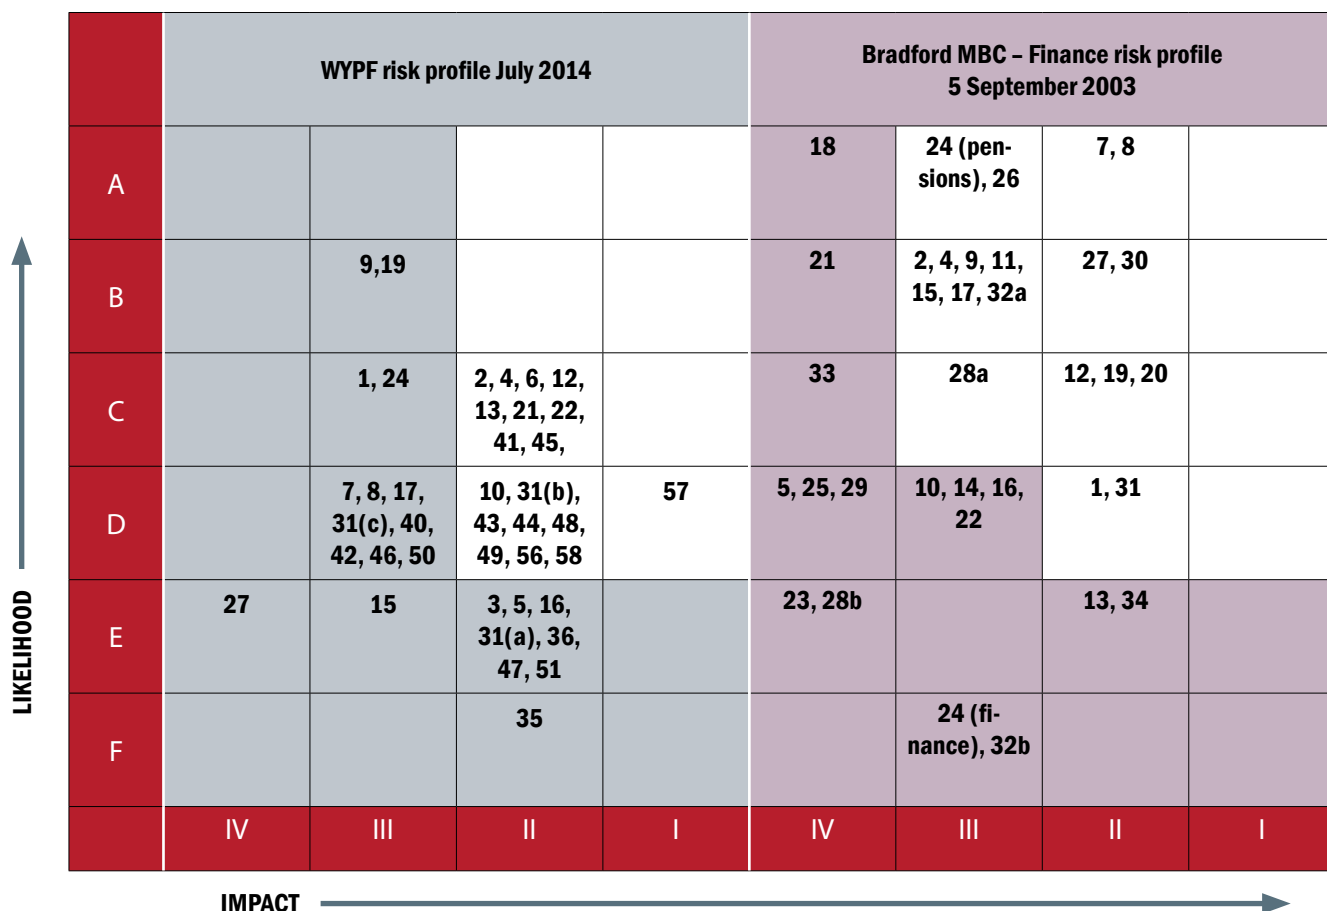 WYPF risk profile July 2014
Bradford MBC – Finance risk profile
5 September 2003
A
18
24 (pen-
sions), 26
7, 8
B
9,19
21
2, 4, 9, 11,
15, 17, 32a
27, 30
C
1, 24
2, 4, 6, 12,
13, 21, 22,
41, 45,
33
28a
12, 19, 20
D
7, 8, 17,
31(c), 40,
42, 46, 50
10, 31(b),
43, 44, 48,
49, 56, 58
57
5, 25, 29
10, 14, 16,
22
1, 31
E
27
15
3, 5, 16,
31(a), 36,
47, 51
23, 28b
13, 34
F
35
24 (fi-
nance), 32b
IV
III
II
I
IV
III
II
I
LIKELIHOOD
IMPACT